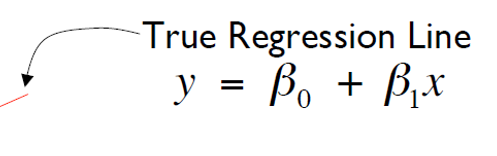 True Regression Line
y = β₀ + β₁x